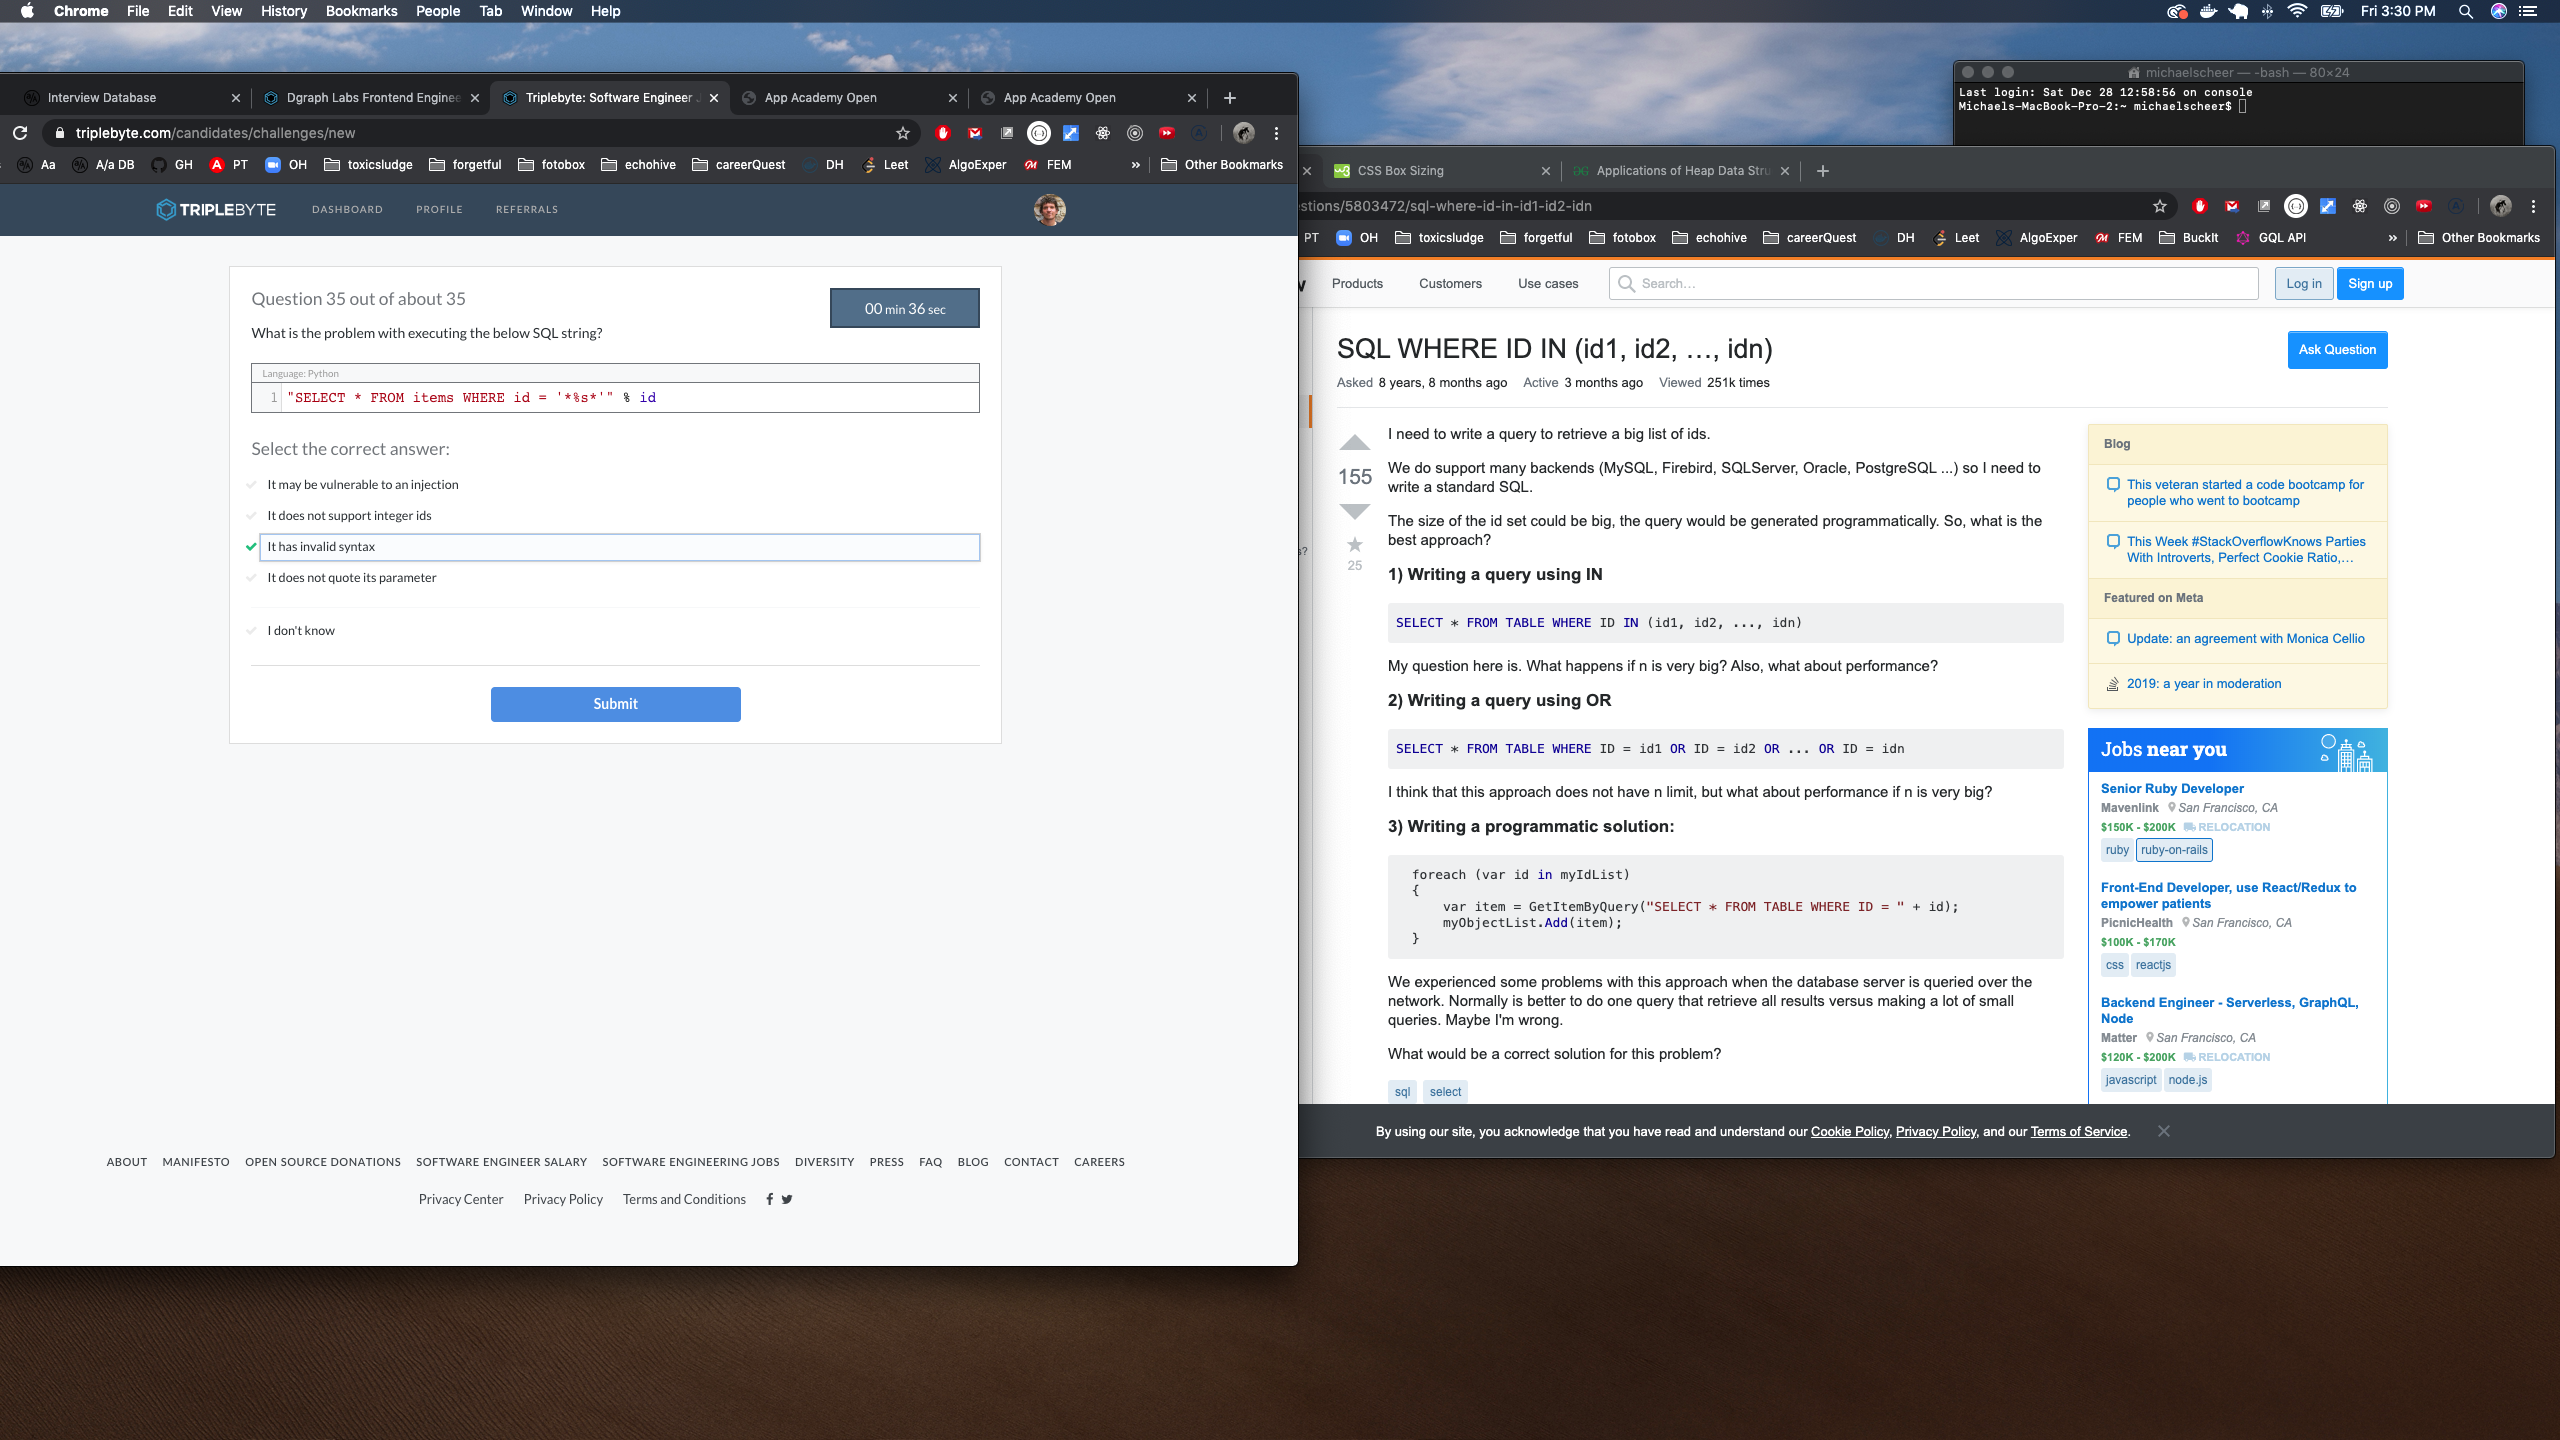 Chrome File Edit View History Bookmarks People Tab Window Help
Fri 3:30 PM
michaelscheer — -bash — 80×24
Last login: Sat Dec 28 12:58:56 on console
Michaels-MacBook-Pro-2:~ michaelscheer$
Interview Database
Dgraph Labs Frontend Enginee
Triplebyte: Software Engineer
App Academy Open
App Academy Open
triplebyte.com/candidates/challenges/new
Aa A/a DB GH PT OH toxicsludge forgetful fotobox echohive careerQuest DH Leet AlgoExper FEM » Other Bookmarks
TRIPLEBYTE DASHBOARD PROFILE REFERRALS
Question 35 out of about 35
00 min 36 sec
What is the problem with executing the below SQL string?
Language: Python
1 "SELECT * FROM items WHERE id = '*%s*'" % id
Select the correct answer:
It may be vulnerable to an injection
It does not support integer ids
It has invalid syntax
It does not quote its parameter
I don't know
Submit
ABOUT MANIFESTO OPEN SOURCE DONATIONS SOFTWARE ENGINEER SALARY SOFTWARE ENGINEERING JOBS DIVERSITY PRESS FAQ BLOG CONTACT CAREERS
Privacy Center Privacy Policy Terms and Conditions
CSS Box Sizing
Applications of Heap Data Stru
stions/5803472/sql-where-id-in-id1-id2-idn
PT OH toxicsludge forgetful fotobox echohive careerQuest DH Leet AlgoExper FEM BuckIt GQL API » Other Bookmarks
Products Customers Use cases Search... Log in Sign up
SQL WHERE ID IN (id1, id2, ..., idn)
Ask Question
Asked 8 years, 8 months ago Active 3 months ago Viewed 251k times
155
25
s?
I need to write a query to retrieve a big list of ids.
We do support many backends (MySQL, Firebird, SQLServer, Oracle, PostgreSQL ...) so I need to
write a standard SQL.
The size of the id set could be big, the query would be generated programmatically. So, what is the
best approach?
1) Writing a query using IN
SELECT * FROM TABLE WHERE ID IN (id1, id2, ..., idn)
My question here is. What happens if n is very big? Also, what about performance?
2) Writing a query using OR
SELECT * FROM TABLE WHERE ID = id1 OR ID = id2 OR ... OR ID = idn
I think that this approach does not have n limit, but what about performance if n is very big?
3) Writing a programmatic solution:
foreach (var id in myIdList)
{
var item = GetItemByQuery("SELECT * FROM TABLE WHERE ID = " + id);
myObjectList.Add(item);
}
We experienced some problems with this approach when the database server is queried over the
network. Normally is better to do one query that retrieve all results versus making a lot of small
queries. Maybe I'm wrong.
What would be a correct solution for this problem?
sql select
Blog
This veteran started a code bootcamp for
people who went to bootcamp
This Week #StackOverflowKnows Parties
With Introverts, Perfect Cookie Ratio,...
Featured on Meta
Update: an agreement with Monica Cellio
2019: a year in moderation
Jobs near you
Senior Ruby Developer
Mavenlink San Francisco, CA
$150K - $200K RELOCATION
ruby ruby-on-rails
Front-End Developer, use React/Redux to
empower patients
PicnicHealth San Francisco, CA
$100K - $170K
css reactjs
Backend Engineer - Serverless, GraphQL,
Node
Matter San Francisco, CA
$120K - $200K RELOCATION
javascript node.js
By using our site, you acknowledge that you have read and understand our Cookie Policy, Privacy Policy, and our Terms of Service.